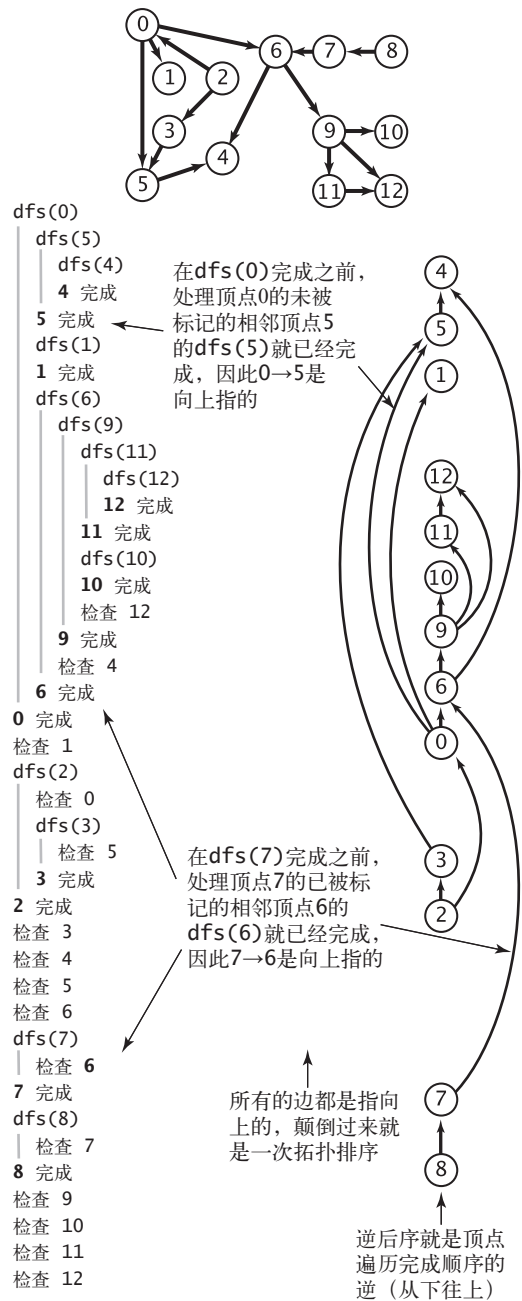 0
6
7
8
1
2
3
9
10
4
5
11
12
dfs(0)
dfs(5)
dfs(4)
4 完成
5 完成
dfs(1)
1 完成
dfs(6)
dfs(9)
dfs(11)
dfs(12)
12 完成
11 完成
dfs(10)
10 完成
检查 12
9 完成
检查 4
6 完成
0 完成
检查 1
dfs(2)
检查 0
dfs(3)
检查 5
3 完成
2 完成
检查 3
检查 4
检查 5
检查 6
dfs(7)
检查 6
7 完成
dfs(8)
检查 7
8 完成
检查 9
检查 10
检查 11
检查 12
在dfs(0)完成之前,
处理顶点0的未被
标记的相邻顶点5
的dfs(5)就已经完
成, 因此0→5是
向上指的
在dfs(7)完成之前,
处理顶点7的已被标
记的相邻顶点6的
dfs(6)就已经完成,
因此7→6是向上指的
所有的边都是指向
上的, 颠倒过来就
是一次拓扑排序
4
5
1
12
11
10
9
6
0
3
2
7
8
逆后序就是顶点
遍历完成顺序的
逆（从下往上）